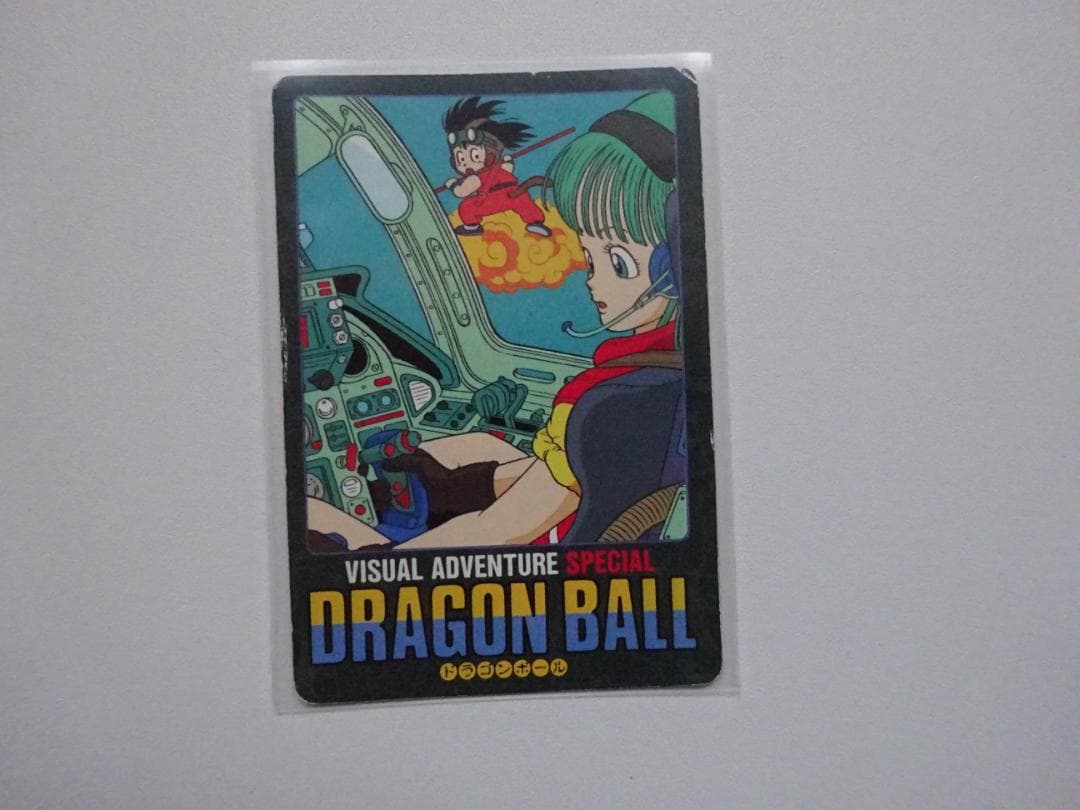 VISUAL ADVENTURE SPECIAL
DRAGON BALL
ドラゴンボール